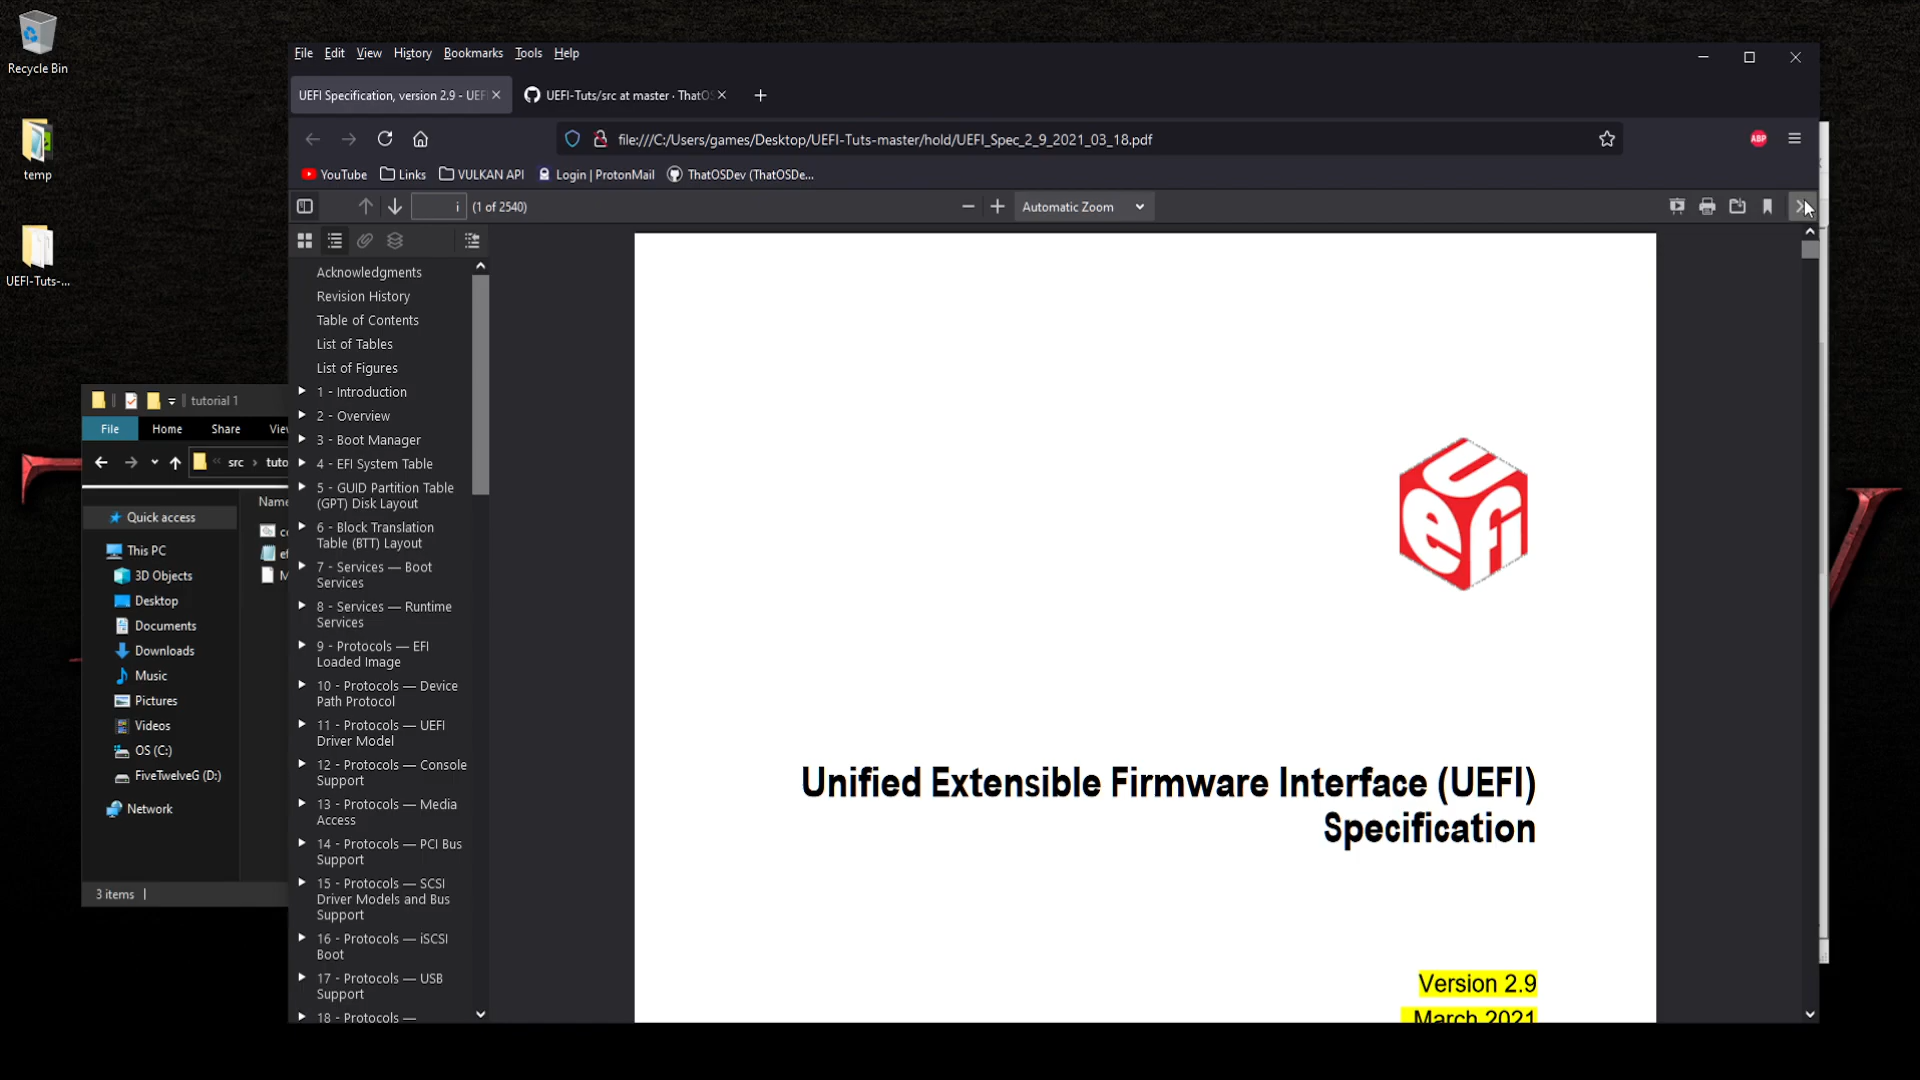 Recycle Bin
temp
UEFI-Tuts-...
File Edit View History Bookmarks Tools Help
UEFI Specification, version 2.9 - UEF
UEFI-Tuts/src at master · ThatOS
file:///C:/Users/games/Desktop/UEFI-Tuts-master/hold/UEFI_Spec_2_9_2021_03_18.pdf
ABP
YouTube Links VULKAN API Login | ProtonMail ThatOSDev (ThatOSDe...
i (1 of 2540) Automatic Zoom
Acknowledgments
Revision History
Table of Contents
List of Tables
List of Figures
1 - Introduction
2 - Overview
3 - Boot Manager
4 - EFI System Table
5 - GUID Partition Table
(GPT) Disk Layout
6 - Block Translation
Table (BTT) Layout
7 - Services — Boot
Services
8 - Services — Runtime
Services
9 - Protocols — EFI
Loaded Image
10 - Protocols — Device
Path Protocol
11 - Protocols — UEFI
Driver Model
12 - Protocols — Console
Support
13 - Protocols — Media
Access
14 - Protocols — PCI Bus
Support
15 - Protocols — SCSI
Driver Models and Bus
Support
16 - Protocols — iSCSI
Boot
17 - Protocols — USB
Support
18 - Protocols —
UEFI
Unified Extensible Firmware Interface (UEFI)
Specification
Version 2.9
March 2021
tutorial 1
File Home Share Vie
src tuto
Name
Quick access
This PC
3D Objects
Desktop
Documents
Downloads
Music
Pictures
Videos
OS (C:)
FiveTwelveG (D:)
Network
3 items